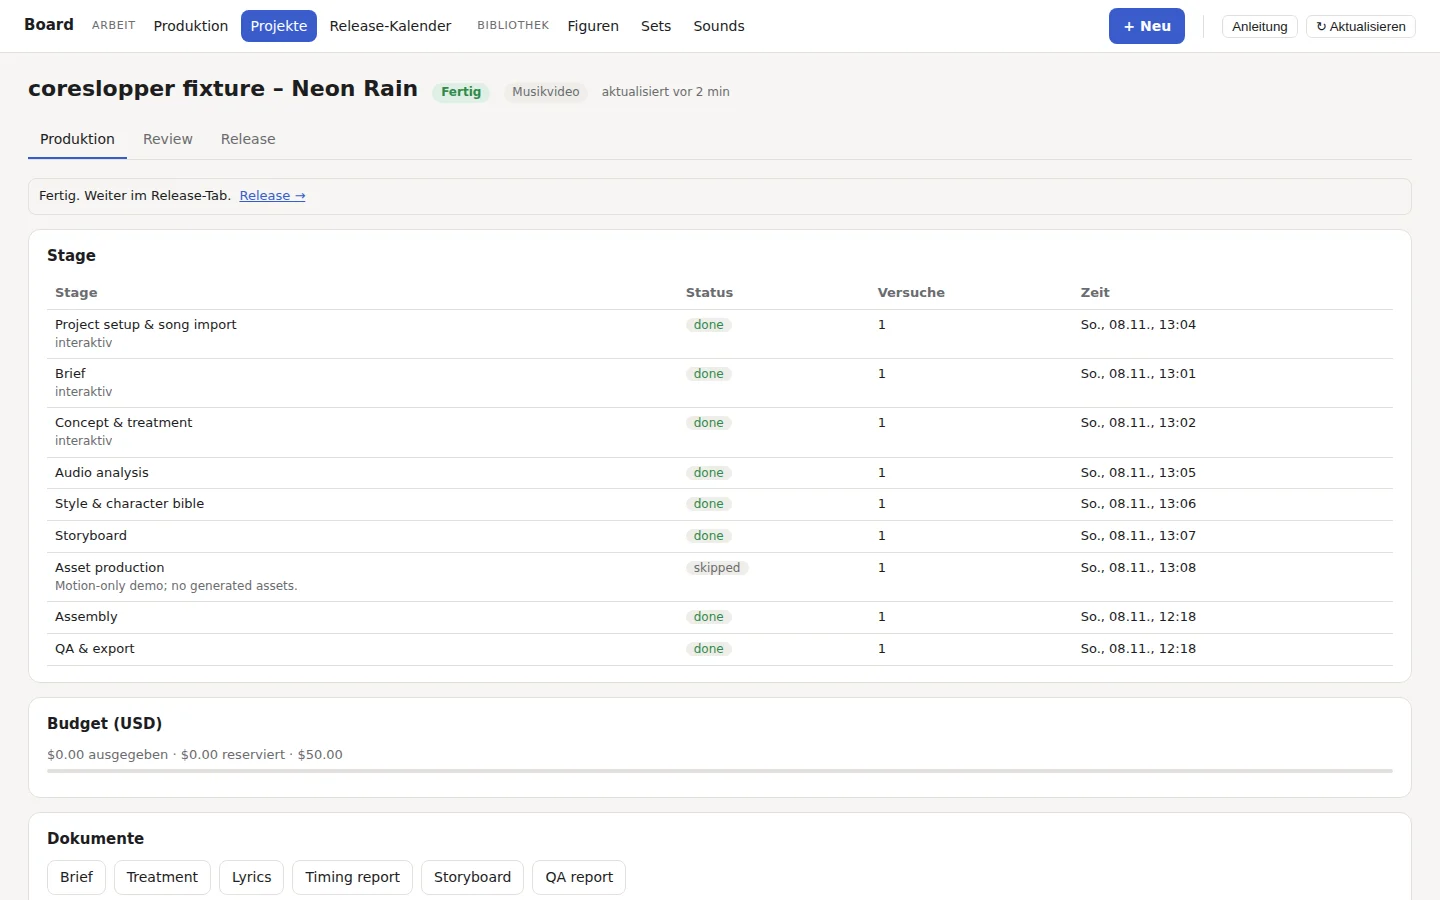 Board ARBEIT Produktion Projekte Release-Kalender BIBLIOTHEK Figuren Sets Sounds + Neu Anleitung ↻ Aktualisieren
coreslopper fixture – Neon Rain Fertig Musikvideo aktualisiert vor 2 min
Produktion Review Release
Fertig. Weiter im Release-Tab. Release →
Stage
Stage Status Versuche Zeit
Project setup & song import done 1 So., 08.11., 13:04
interaktiv
Brief done 1 So., 08.11., 13:01
interaktiv
Concept & treatment done 1 So., 08.11., 13:02
interaktiv
Audio analysis done 1 So., 08.11., 13:05
Style & character bible done 1 So., 08.11., 13:06
Storyboard done 1 So., 08.11., 13:07
Asset production skipped 1 So., 08.11., 13:08
Motion-only demo; no generated assets.
Assembly done 1 So., 08.11., 12:18
QA & export done 1 So., 08.11., 12:18
Budget (USD)
$0.00 ausgegeben · $0.00 reserviert · $50.00
Dokumente
Brief Treatment Lyrics Timing report Storyboard QA report